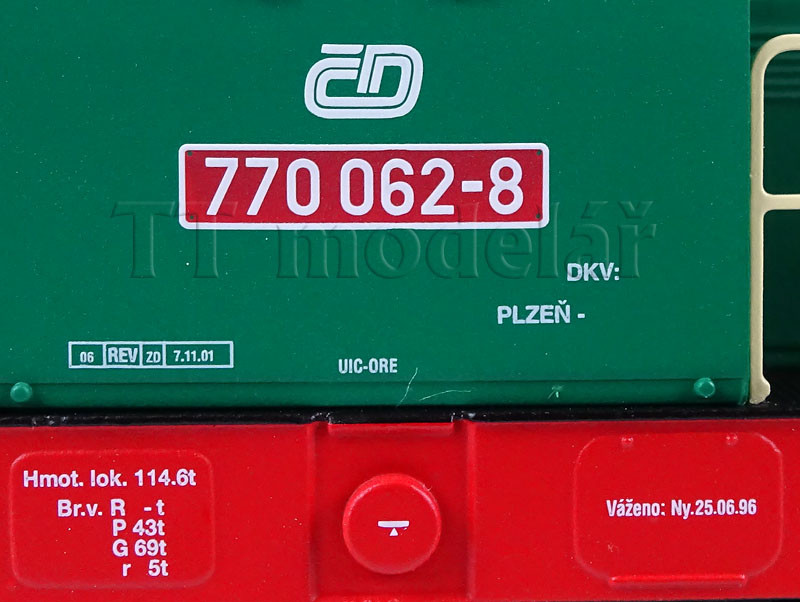 ČD
770 062-8
TT modelář
DKV:
PLZEŇ -
06 REV ZD 7.11.01
UIC-ORE
Hmot. lok. 114.6t
Br.v. R - t
P 43t
G 69t
r 5t
Váženo: Ny.25.06.96